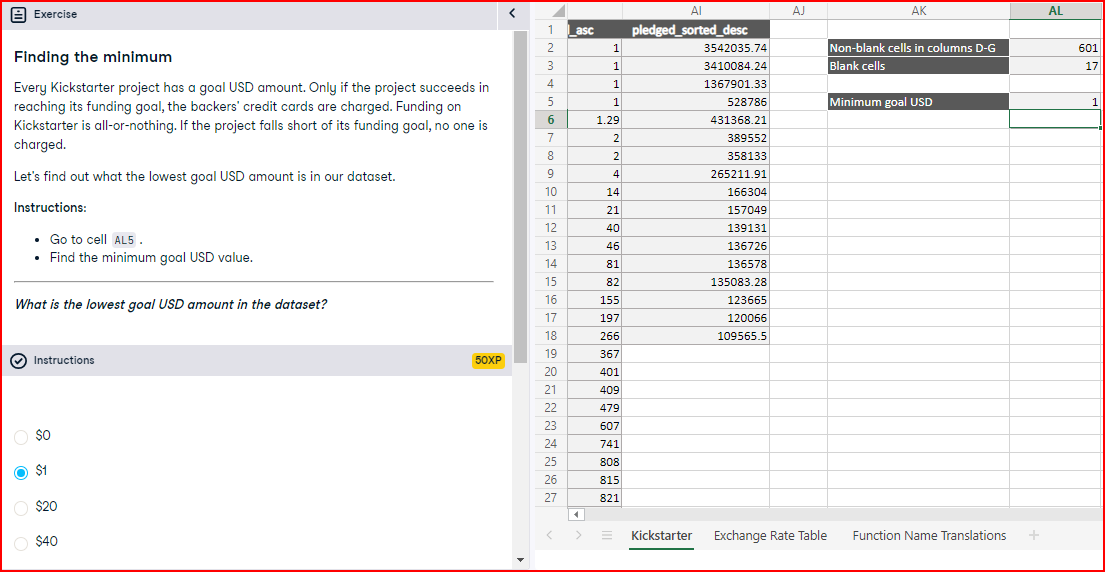 Exercise
Finding the minimum
Every Kickstarter project has a goal USD amount. Only if the project succeeds in
reaching its funding goal, the backers' credit cards are charged. Funding on
Kickstarter is all-or-nothing. If the project falls short of its funding goal, no one is
charged.
Let's find out what the lowest goal USD amount is in our dataset.
Instructions:
• Go to cell AL5 .
• Find the minimum goal USD value.
What is the lowest goal USD amount in the dataset?
Instructions
50XP
$0
$1
$20
$40
AI AJ AK AL
1 l_asc pledged_sorted_desc
2 1 3542035.74 Non-blank cells in columns D-G 601
3 1 3410084.24 Blank cells 17
4 1 1367901.33
5 1 528786 Minimum goal USD 1
6 1.29 431368.21
7 2 389552
8 2 358133
9 4 265211.91
10 14 166304
11 21 157049
12 40 139131
13 46 136726
14 81 136578
15 82 135083.28
16 155 123665
17 197 120066
18 266 109565.5
19 367
20 401
21 409
22 479
23 607
24 741
25 808
26 815
27 821
Kickstarter Exchange Rate Table Function Name Translations